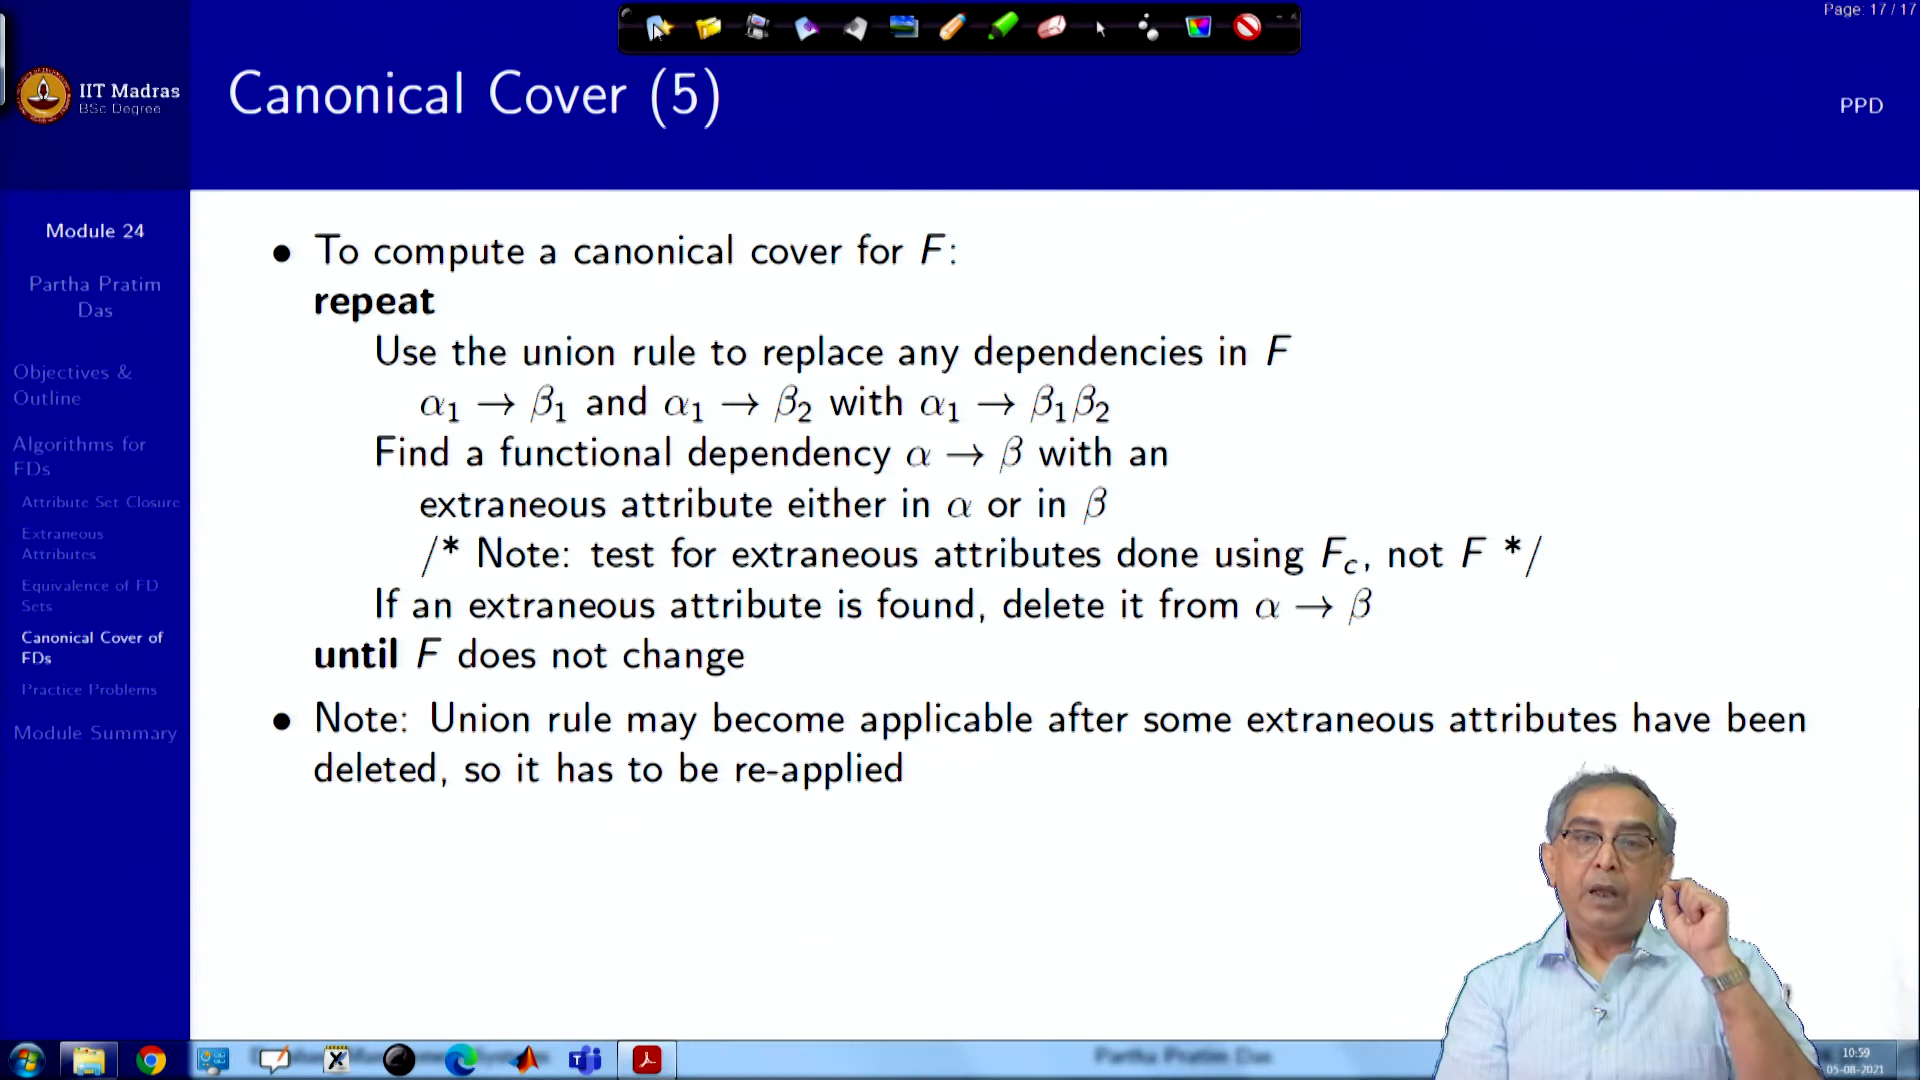 Page: 17 / 17
IIT Madras
BSc Degree
Canonical Cover (5)
PPD
Module 24
Partha Pratim
Das
Objectives &
Outline
Algorithms for
FDs
Attribute Set Closure
Extraneous
Attributes
Equivalence of FD
Sets
Canonical Cover of
FDs
Practice Problems
Module Summary
• To compute a canonical cover for F:
repeat
Use the union rule to replace any dependencies in F
α₁ → β₁ and α₁ → β₂ with α₁ → β₁β₂
Find a functional dependency α → β with an
extraneous attribute either in α or in β
/* Note: test for extraneous attributes done using F_c, not F */
If an extraneous attribute is found, delete it from α → β
until F does not change
• Note: Union rule may become applicable after some extraneous attributes have been
deleted, so it has to be re-applied
Partha Pratim Das
10:59
05-08-2021